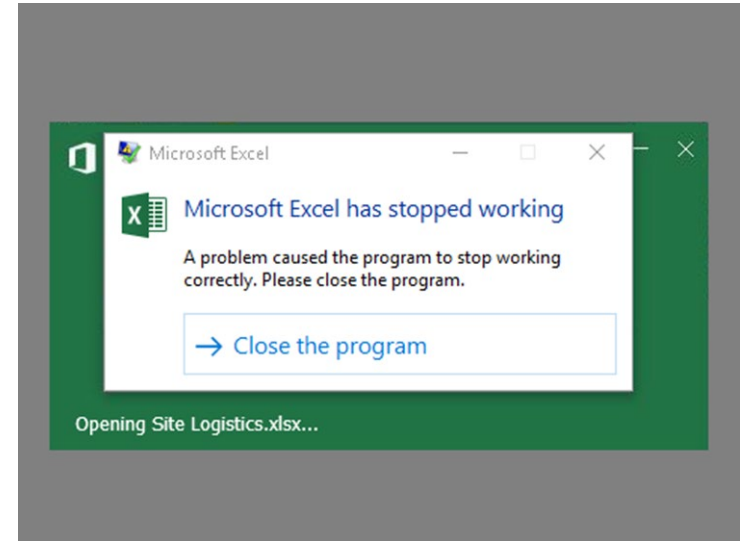 Microsoft Excel
Microsoft Excel has stopped working
A problem caused the program to stop working
correctly. Please close the program.
Close the program
Opening Site Logistics.xlsx...